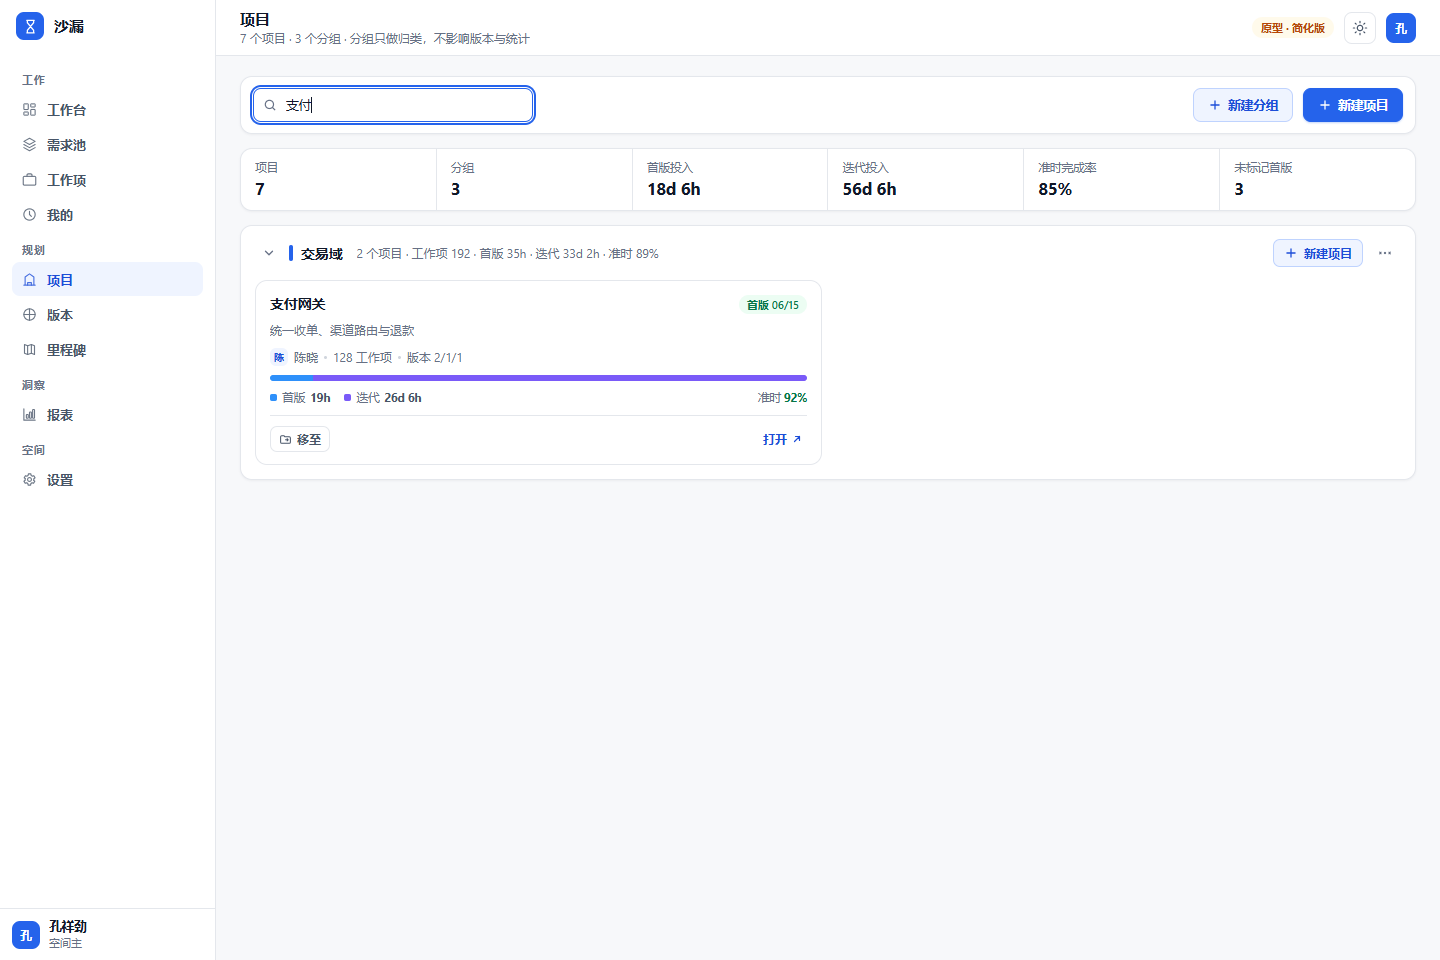 沙漏
工作
工作台
需求池
工作项
我的
规划
项目
版本
里程碑
洞察
报表
空间
设置
孔
孔祥劲
空间主
项目
7 个项目 · 3 个分组 · 分组只做归类，不影响版本与统计
原型 · 简化版
孔
支付
新建分组
新建项目
项目
7
分组
3
首版投入
18d 6h
迭代投入
56d 6h
准时完成率
85%
未标记首版
3
交易域 2 个项目 · 工作项 192 · 首版 35h · 迭代 33d 2h · 准时 89%
新建项目
支付网关
首版 06/15
统一收单、渠道路由与退款
陈 陈晓 · 128 工作项 · 版本 2/1/1
首版 19h 迭代 26d 6h 准时 92%
移至
打开